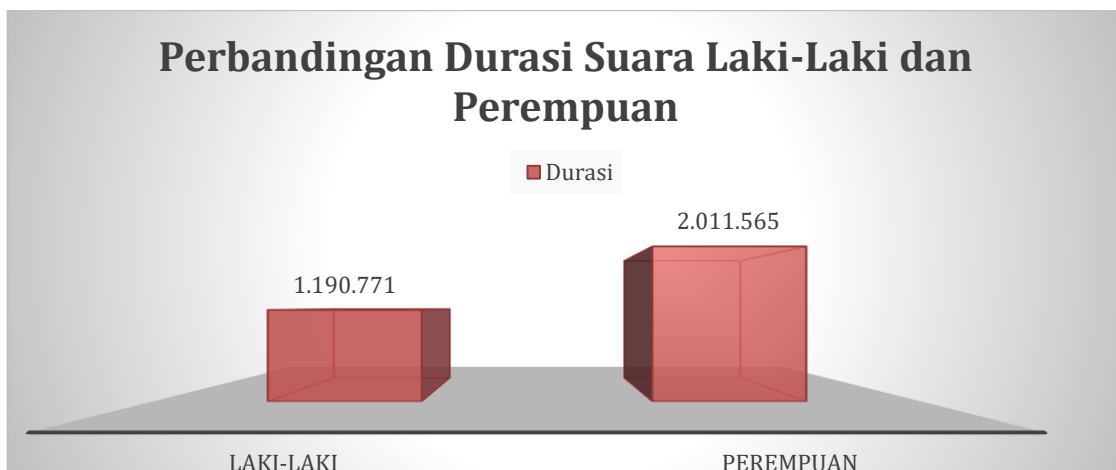 Perbandingan Durasi Suara Laki-Laki dan
Perempuan
Durasi
2.011.565
1.190.771
LAKI-LAKI
PEREMPUAN